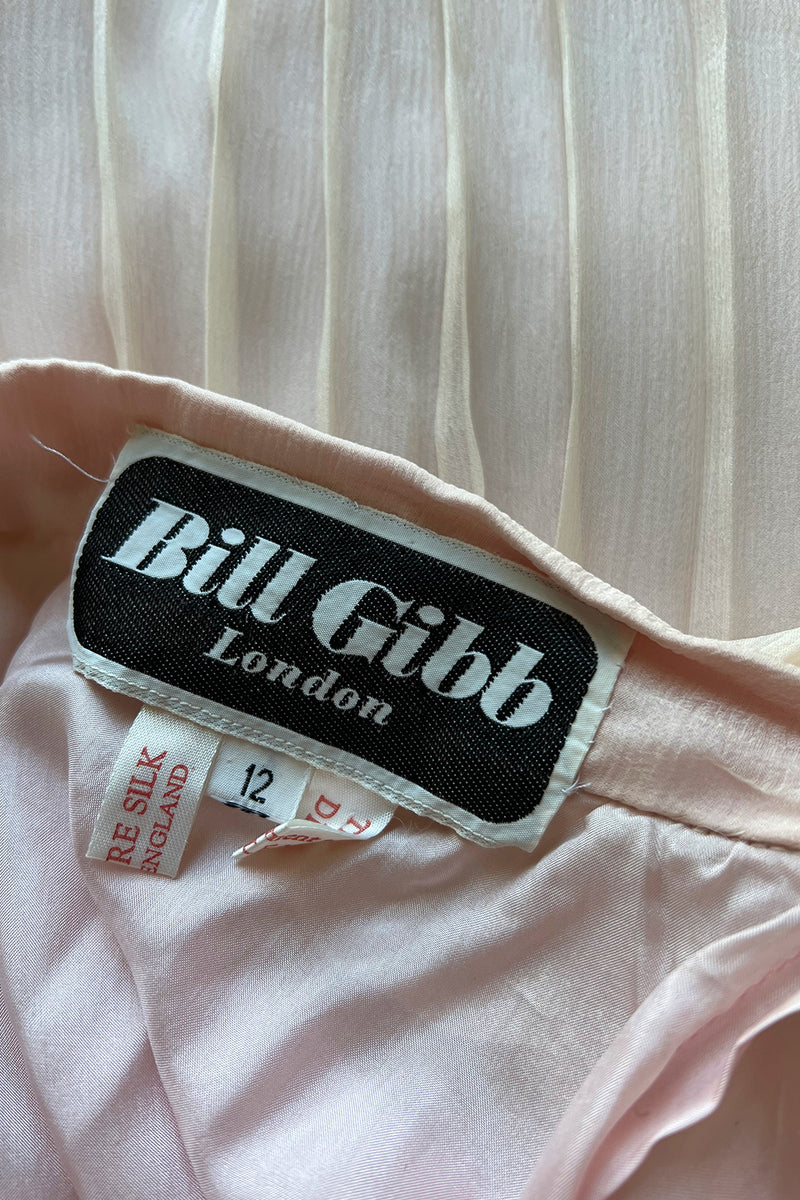 Bill Gibb
London
RE SILK
ENGLAND
12